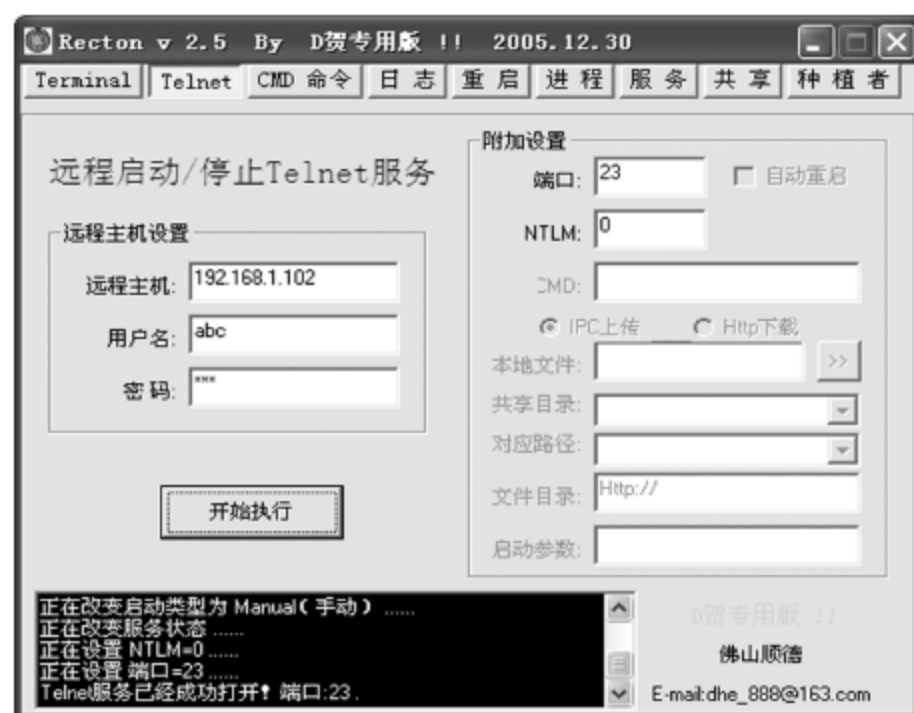 Recton v 2.5 By D贺专用版 !! 2005.12.30
Terminal Telnet CMD 命令 日 志 重 启 进 程 服 务 共 享 种 植 者
远程启动/停止Telnet服务
远程主机设置
远程主机: 192.168.1.102
用户名: abc
密 码: ***
开始执行
附加设置
端口: 23 自动重启
NTLM: 0
CMD:
IPC上传 Http下载
本地文件: >>
共享目录:
对应路径:
文件目录: Http://
启动参数:
正在改变启动类型为 Manual( 手动 ) ......
正在改变服务状态 ......
正在设置 NTLM=0 ......
正在设置 端口=23 ......
Telnet服务已经成功打开! 端口:23 .
D贺专用版 !!
佛山顺德
E-mail:dhe_888@163.com